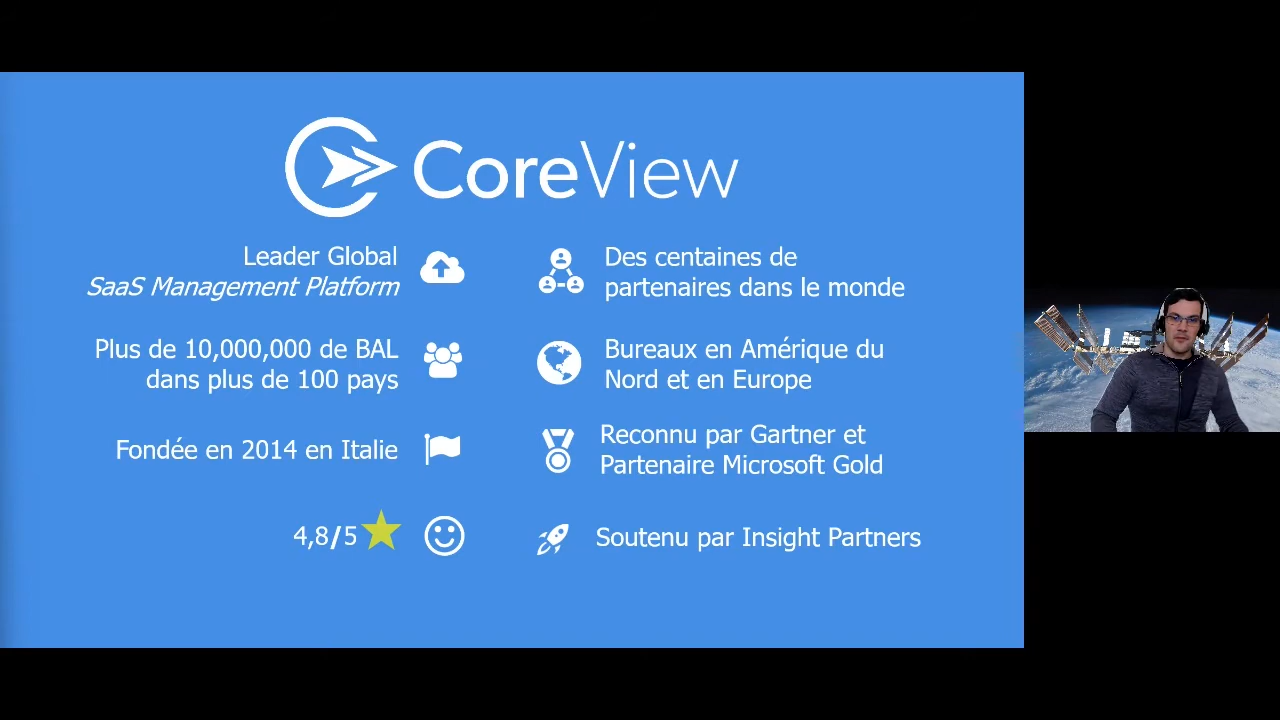 CoreView
Leader Global
SaaS Management Platform
Plus de 10,000,000 de BAL
dans plus de 100 pays
Fondée en 2014 en Italie
4,8/5
Des centaines de
partenaires dans le monde
Bureaux en Amérique du
Nord et en Europe
Reconnu par Gartner et
Partenaire Microsoft Gold
Soutenu par Insight Partners